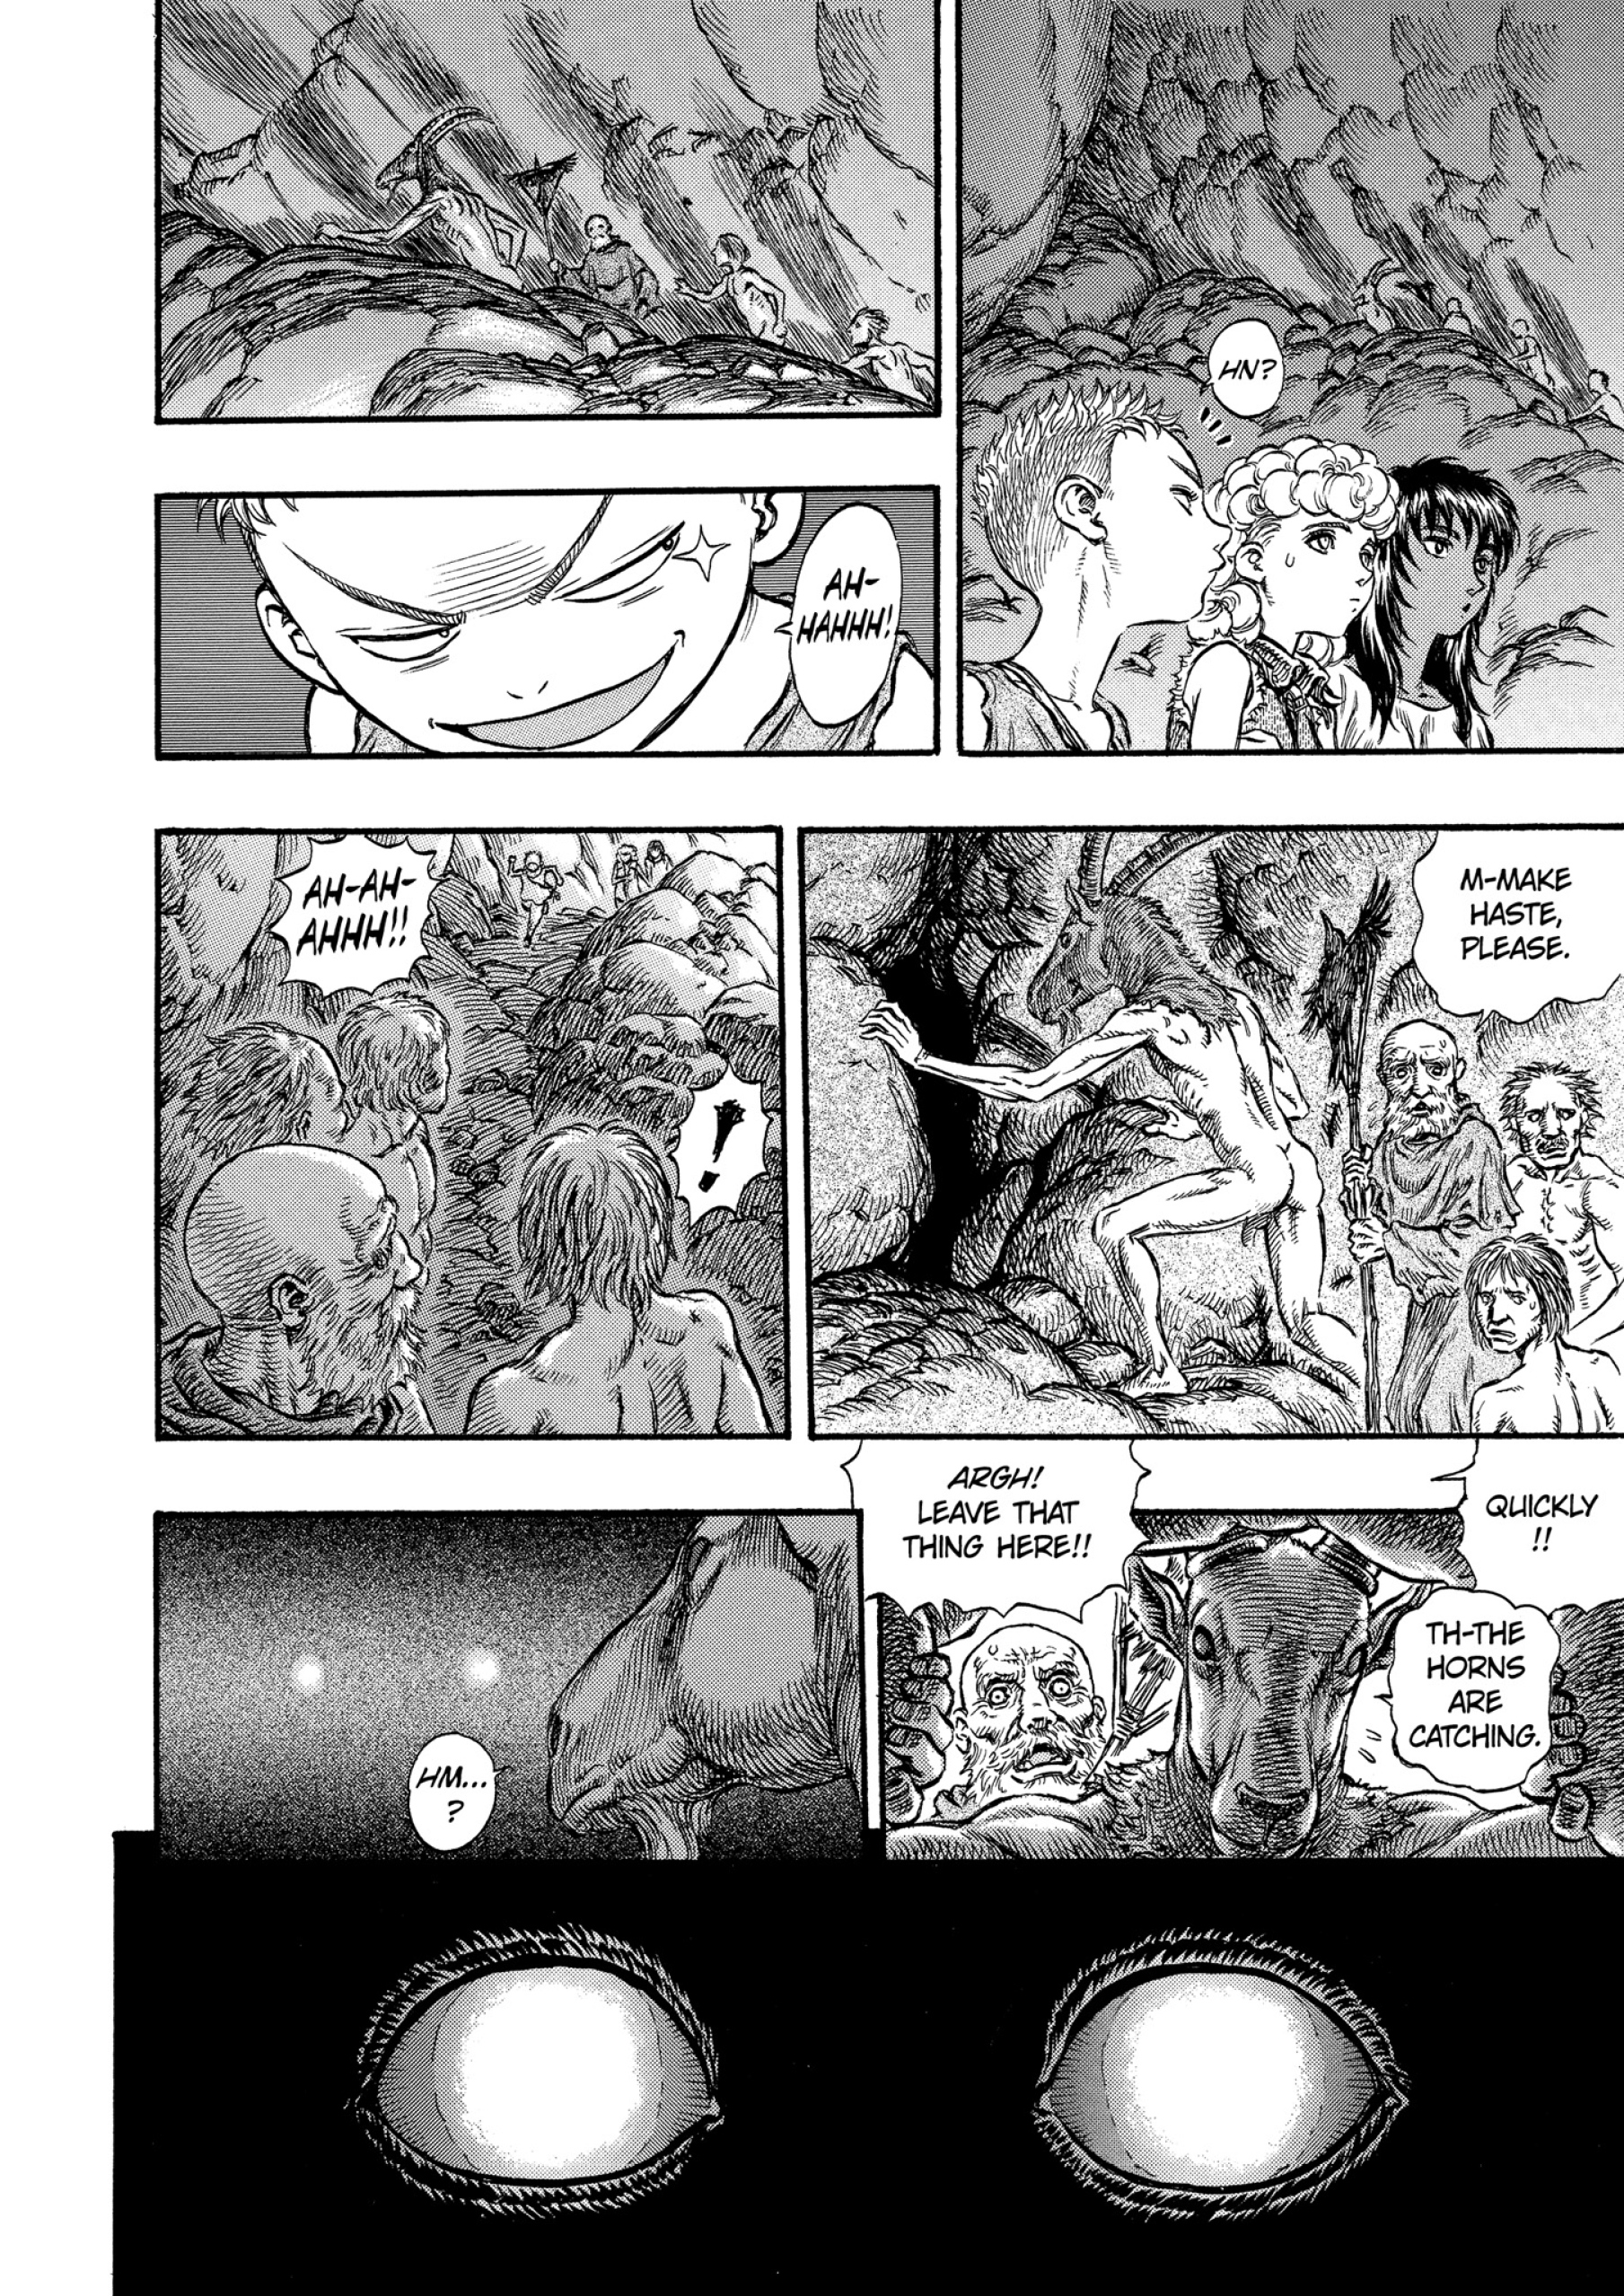 HN?
AH-
HAHHH!
M-MAKE
HASTE,
PLEASE.
AH-AH-
AHHH!!
!
QUICKLY
!!
TH-THE
HORNS
ARE
CATCHING.
ARGH!
LEAVE THAT
THING HERE!!
HM...
?